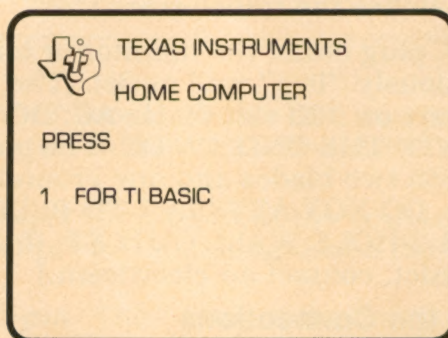 TEXAS INSTRUMENTS
HOME COMPUTER
PRESS
1 FOR TI BASIC